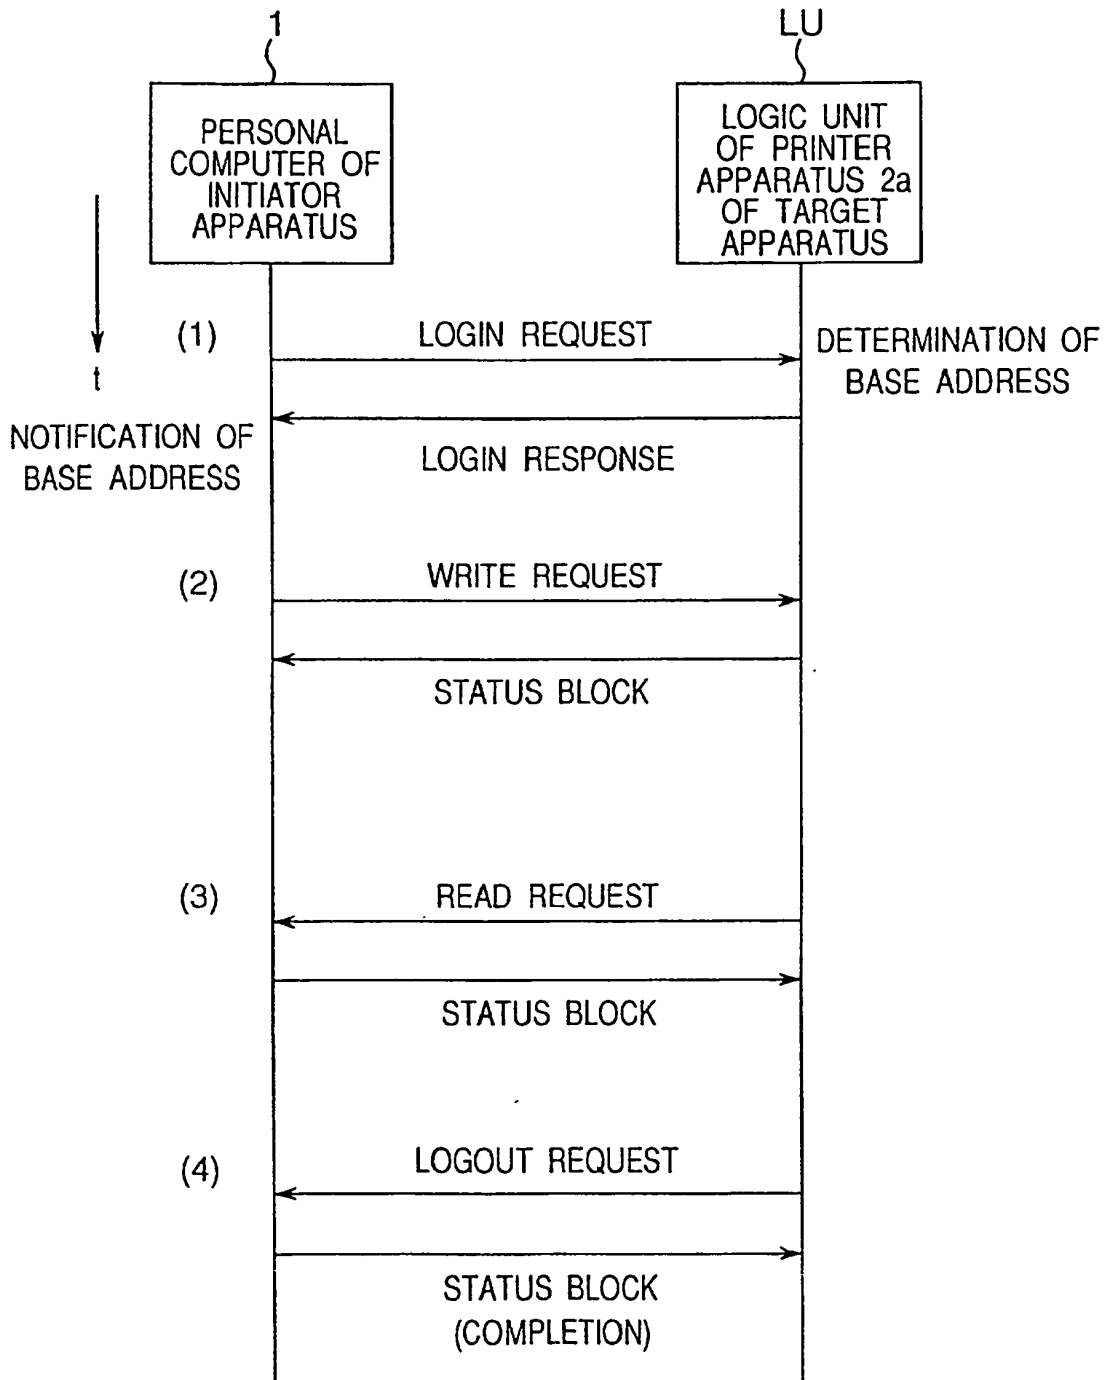 1
LU
PERSONAL
COMPUTER OF
INITIATOR
APPARATUS
LOGIC UNIT
OF PRINTER
APPARATUS 2a
OF TARGET
APPARATUS
t
(1)
LOGIN REQUEST
DETERMINATION OF
BASE ADDRESS
NOTIFICATION OF
BASE ADDRESS
LOGIN RESPONSE
(2)
WRITE REQUEST
STATUS BLOCK
(3)
READ REQUEST
STATUS BLOCK
(4)
LOGOUT REQUEST
STATUS BLOCK
(COMPLETION)